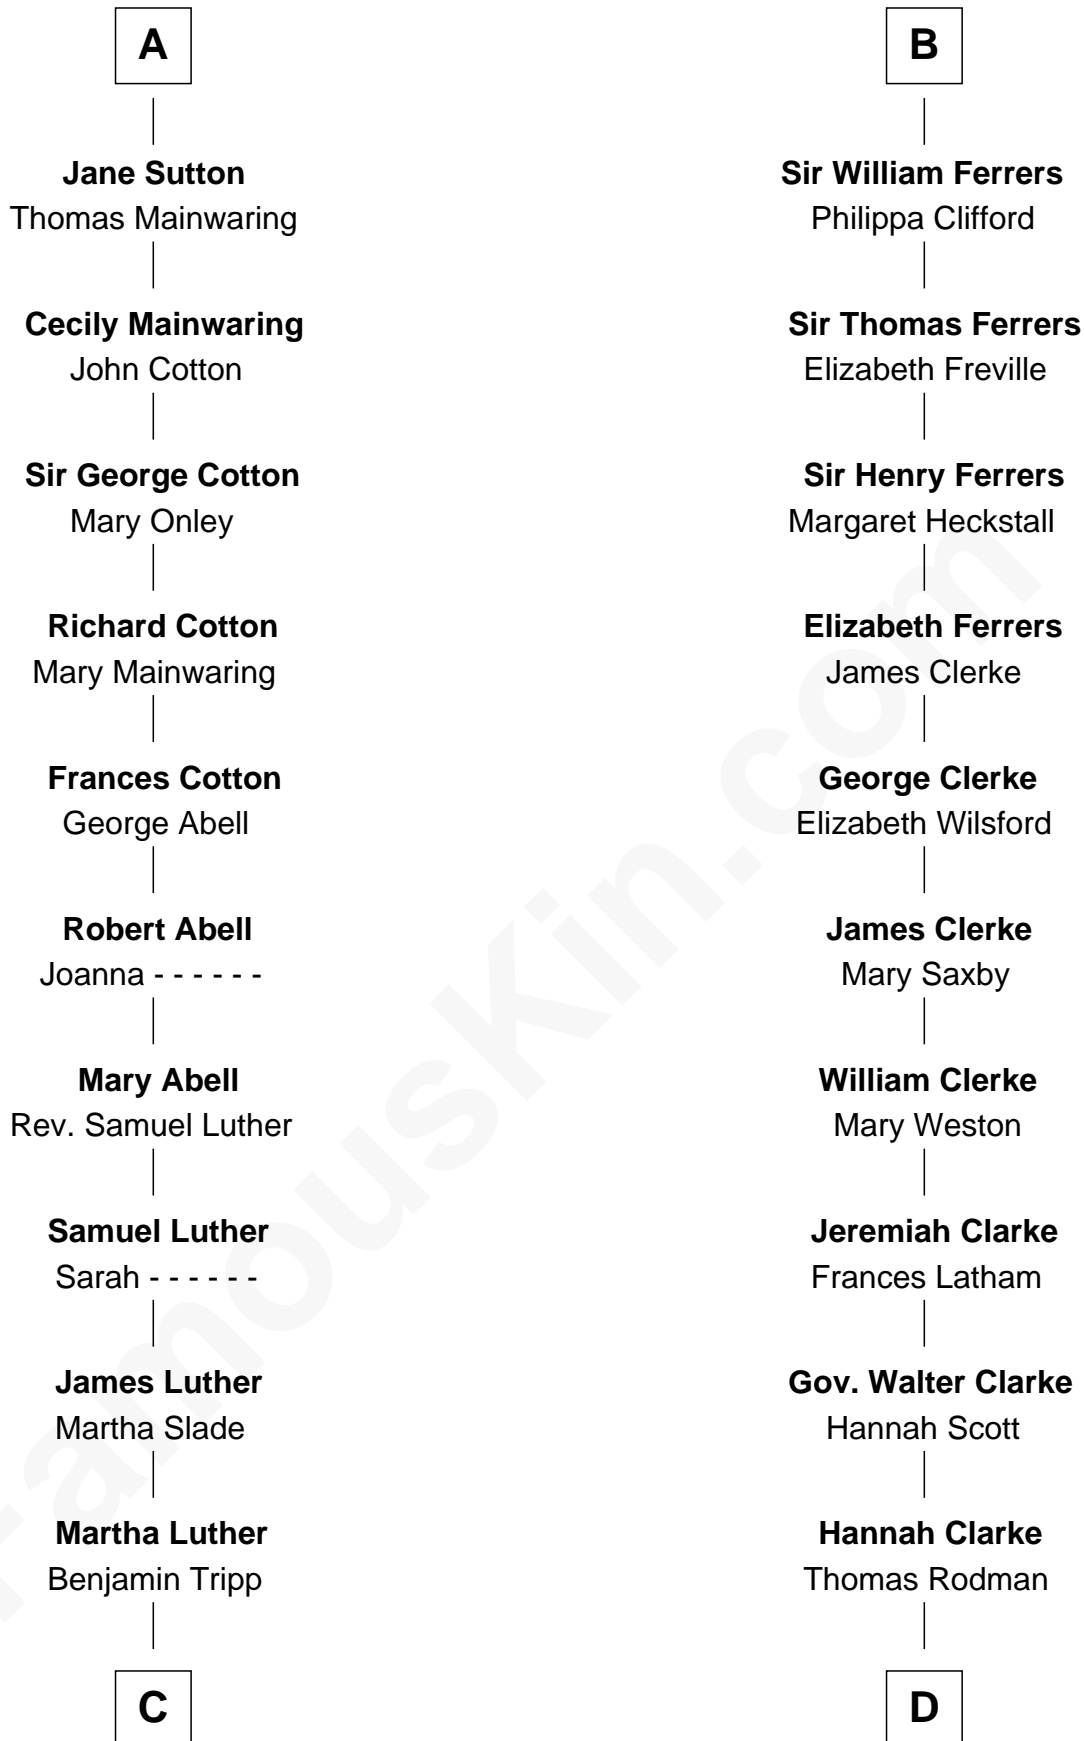 A
Jane Sutton
Thomas Mainwaring
Cecily Mainwaring
John Cotton
Sir George Cotton
Mary Onley
Richard Cotton
Mary Mainwaring
Frances Cotton
George Abell
Robert Abell
Joanna - - - - - -
Mary Abell
Rev. Samuel Luther
Samuel Luther
Sarah - - - - - -
James Luther
Martha Slade
Martha Luther
Benjamin Tripp
C
B
Sir William Ferrers
Philippa Clifford
Sir Thomas Ferrers
Elizabeth Freville
Sir Henry Ferrers
Margaret Heckstall
Elizabeth Ferrers
James Clerke
George Clerke
Elizabeth Wilsford
James Clerke
Mary Saxby
William Clerke
Mary Weston
Jeremiah Clarke
Frances Latham
Gov. Walter Clarke
Hannah Scott
Hannah Clarke
Thomas Rodman
D
FamousKin.com